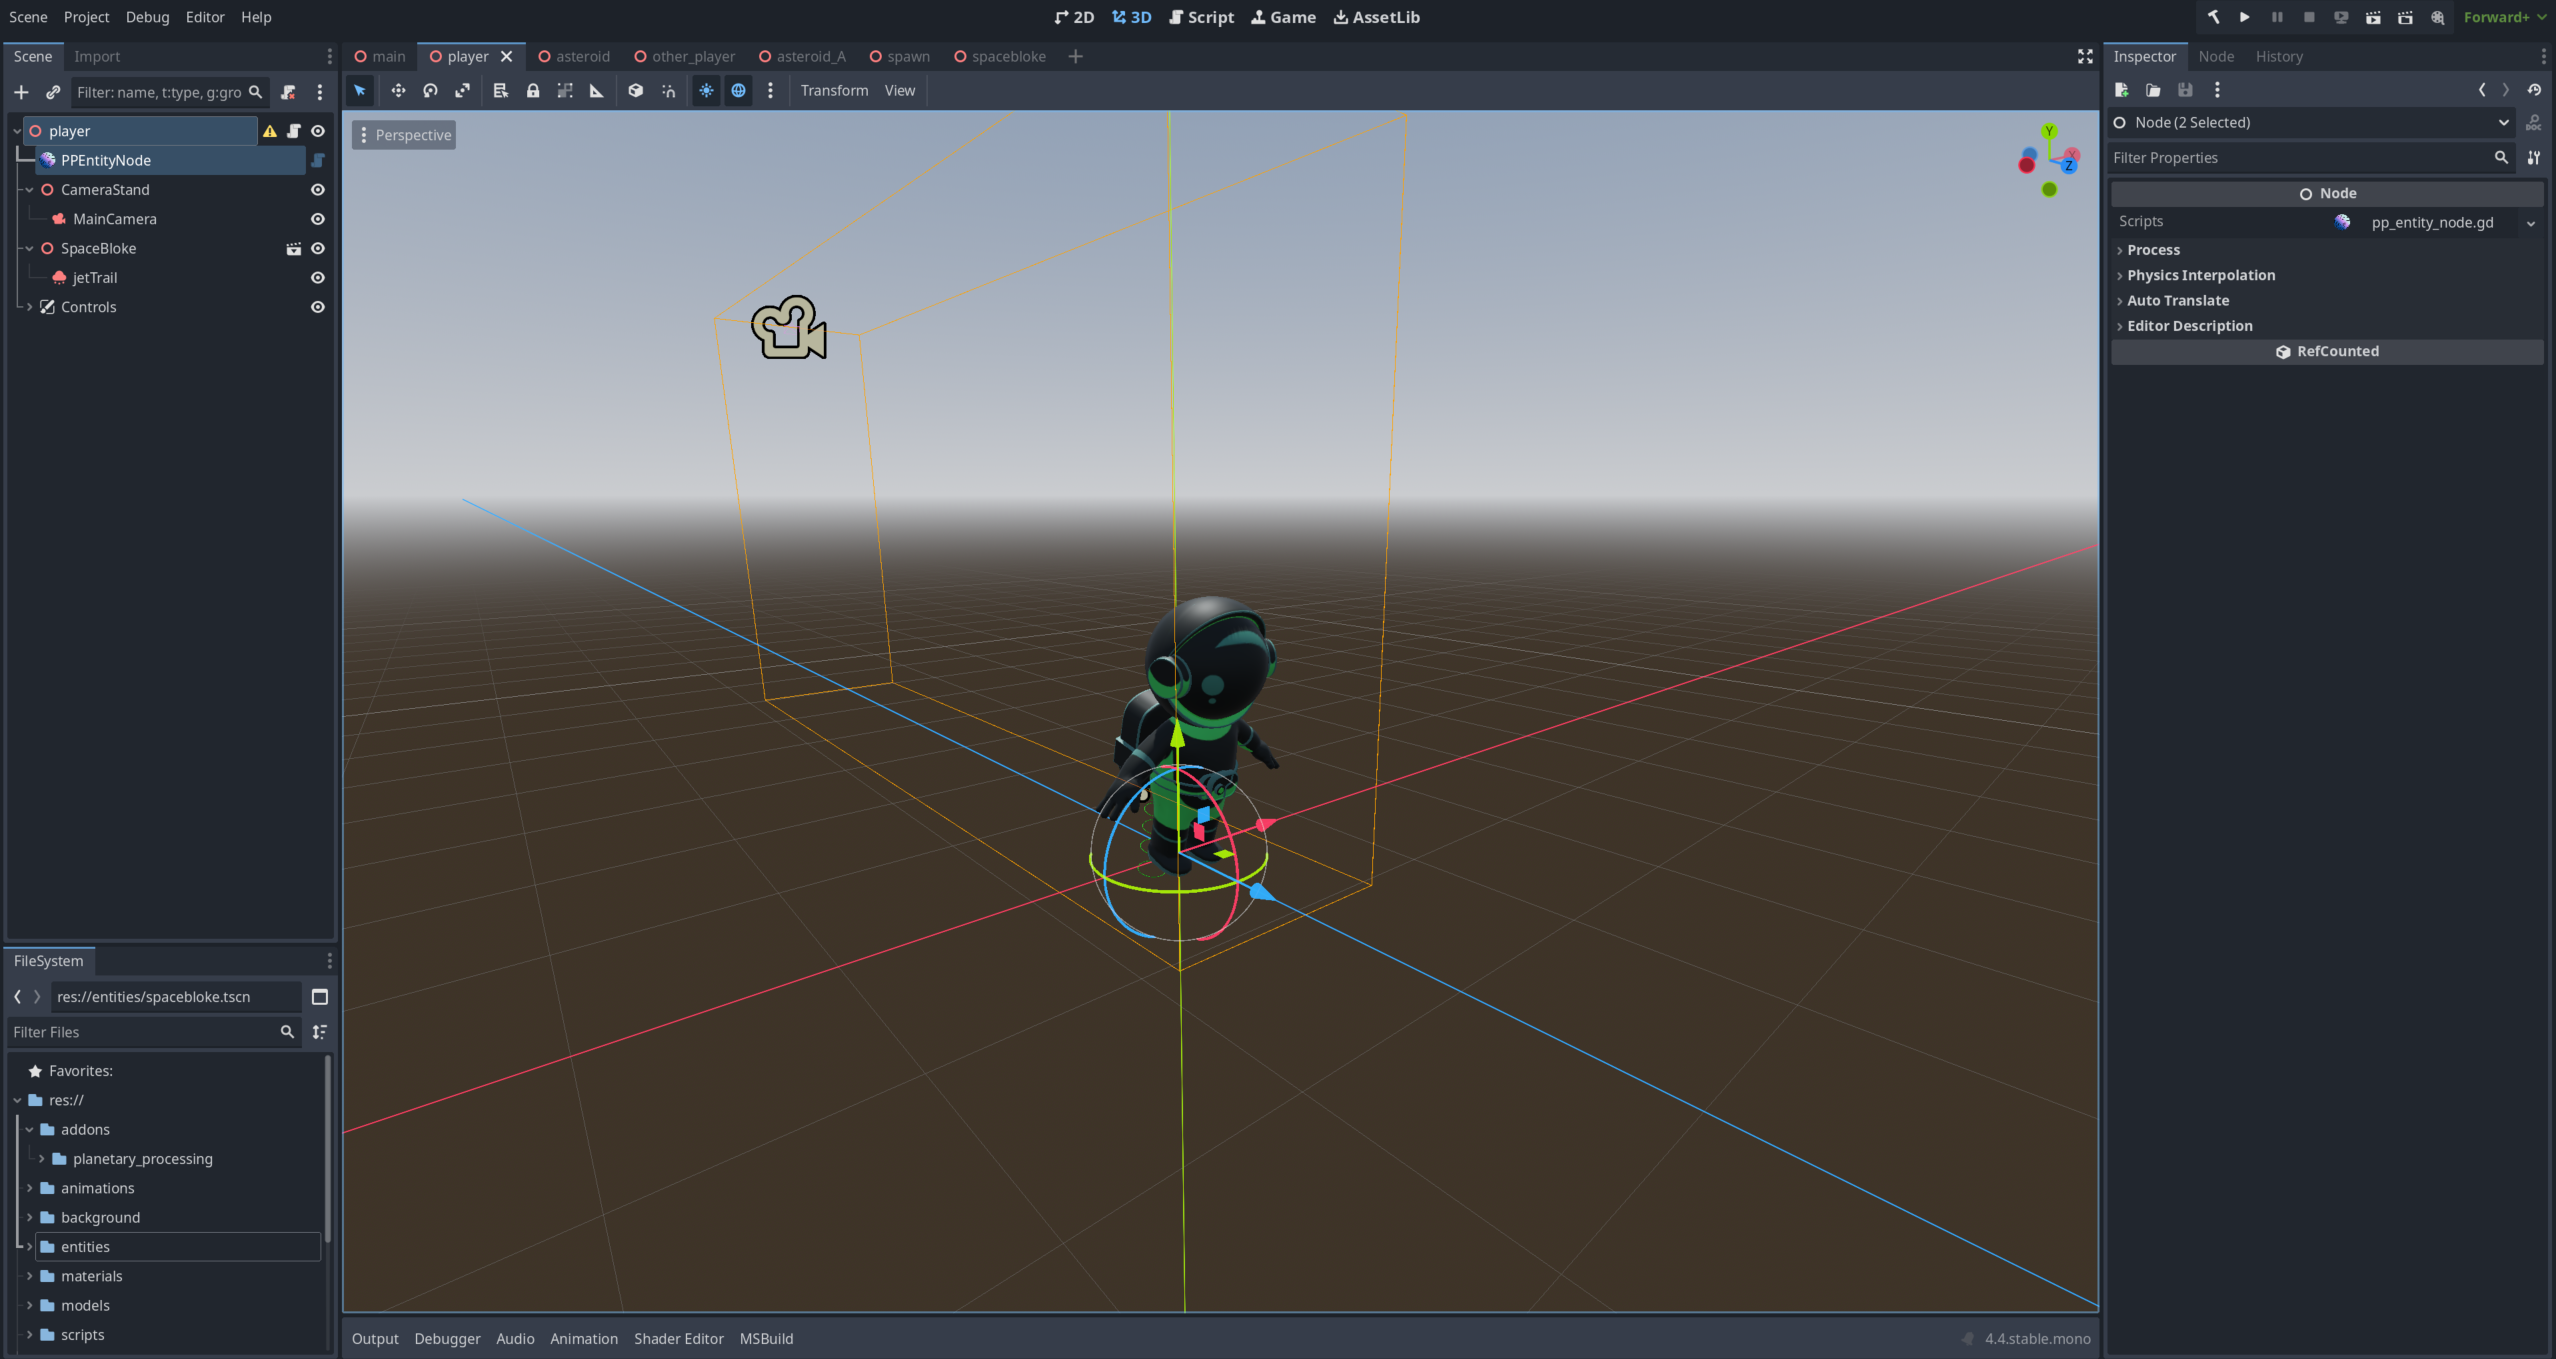 Scene Project Debug Editor Help
2D 3D Script Game AssetLib
Forward+
Scene Import
main player asteroid other_player asteroid_A spawn spacebloke
Inspector Node History
Filter: name, t:type, g:gro
Transform View
Node (2 Selected)
player
Perspective
Y
X
Z
Filter Properties
PPEntityNode
CameraStand
Node
MainCamera
Scripts pp_entity_node.gd
SpaceBloke
Process
jetTrail
Physics Interpolation
Controls
Auto Translate
Editor Description
RefCounted
FileSystem
res://entities/spacebloke.tscn
Filter Files
Favorites:
res://
addons
planetary_processing
animations
background
entities
materials
models
scripts
Output Debugger Audio Animation Shader Editor MSBuild
4.4.stable.mono